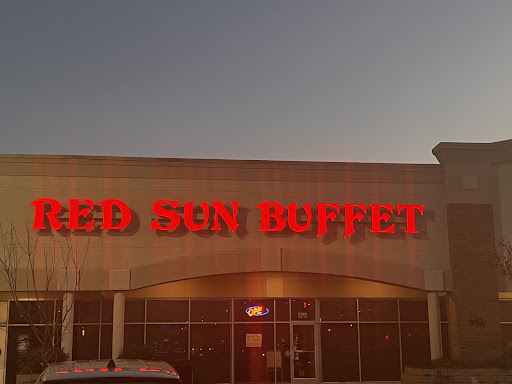 RED SUN BUFFET
OPEN